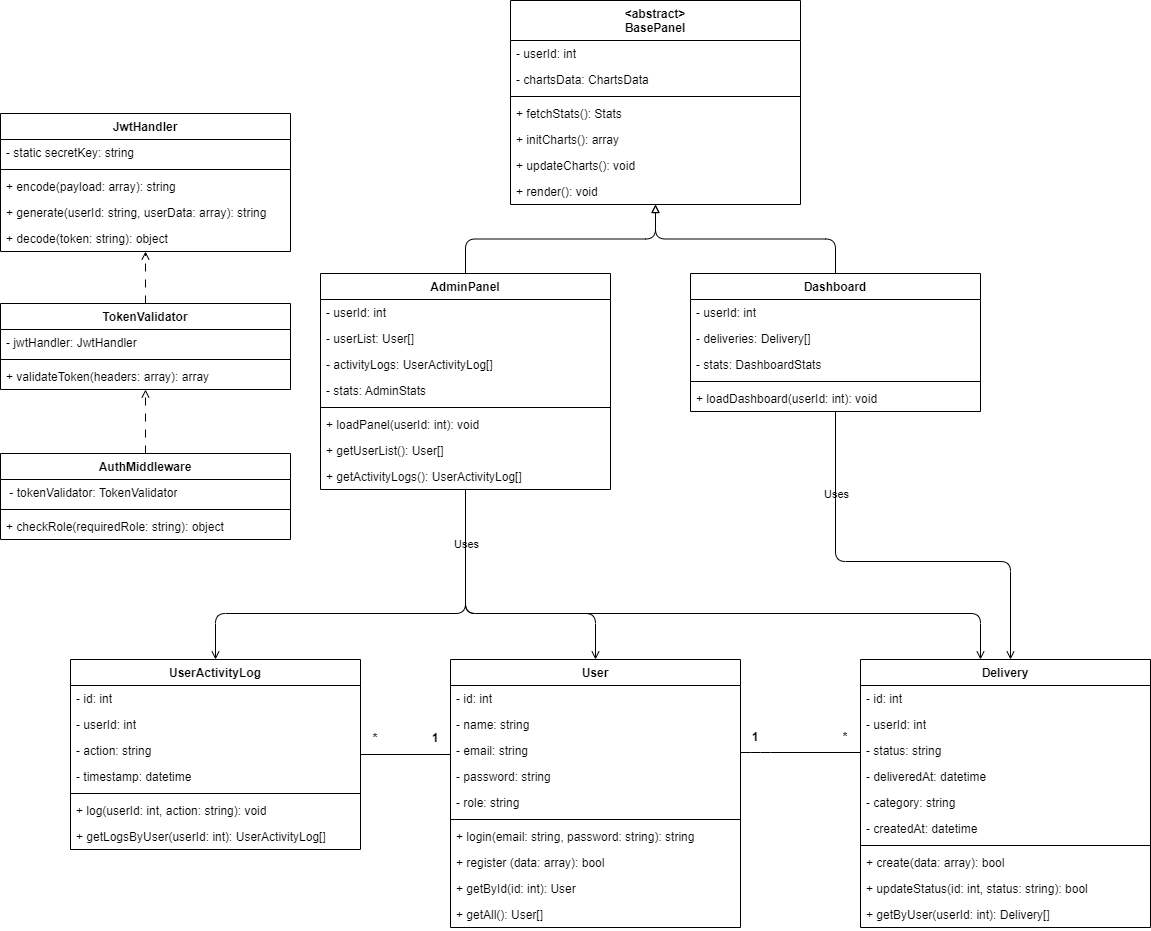 <abstract>
BasePanel
- userId: int
- chartsData: ChartsData
+ fetchStats(): Stats
+ initCharts(): array
+ updateCharts(): void
+ render(): void
JwtHandler
- static secretKey: string
+ encode(payload: array): string
+ generate(userId: string, userData: array): string
+ decode(token: string): object
TokenValidator
- jwtHandler: JwtHandler
+ validateToken(headers: array): array
AuthMiddleware
- tokenValidator: TokenValidator
+ checkRole(requiredRole: string): object
AdminPanel
- userId: int
- userList: User[]
- activityLogs: UserActivityLog[]
- stats: AdminStats
+ loadPanel(userId: int): void
+ getUserList(): User[]
+ getActivityLogs(): UserActivityLog[]
Dashboard
- userId: int
- deliveries: Delivery[]
- stats: DashboardStats
+ loadDashboard(userId: int): void
Uses
Uses
UserActivityLog
- id: int
- userId: int
- action: string
- timestamp: datetime
+ log(userId: int, action: string): void
+ getLogsByUser(userId: int): UserActivityLog[]
* 1
User
- id: int
- name: string
- email: string
- password: string
- role: string
+ login(email: string, password: string): string
+ register (data: array): bool
+ getById(id: int): User
+ getAll(): User[]
1 *
Delivery
- id: int
- userId: int
- status: string
- deliveredAt: datetime
- category: string
- createdAt: datetime
+ create(data: array): bool
+ updateStatus(id: int, status: string): bool
+ getByUser(userId: int): Delivery[]